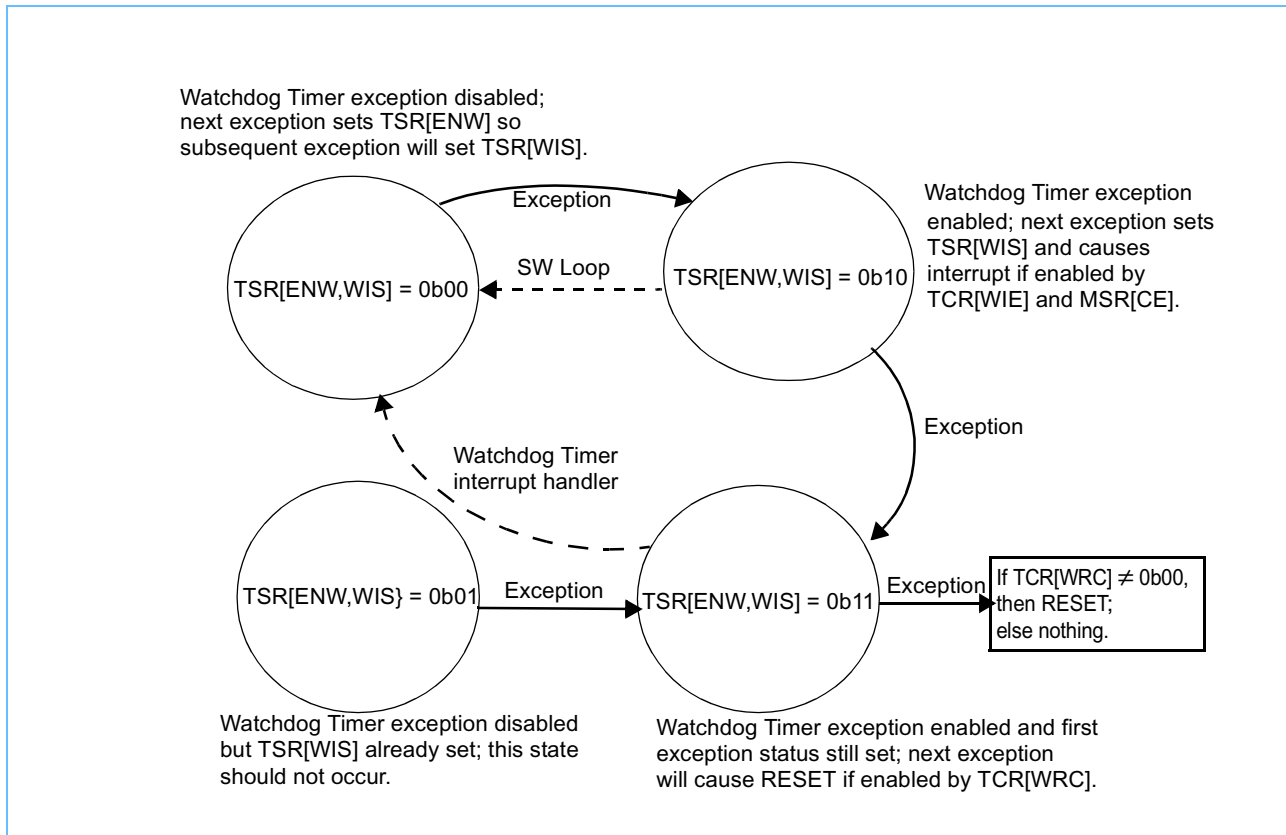 Watchdog Timer exception disabled;
next exception sets TSR[ENW] so
subsequent exception will set TSR[WIS].
Exception
Watchdog Timer exception
enabled; next exception sets
TSR[WIS] and causes
interrupt if enabled by
TCR[WIE] and MSR[CE].
SW Loop
TSR[ENW,WIS] = 0b00
TSR[ENW,WIS] = 0b10
Exception
Watchdog Timer
interrupt handler
TSR[ENW,WIS} = 0b01
Exception
TSR[ENW,WIS] = 0b11
Exception
If TCR[WRC] ≠ 0b00,
then RESET;
else nothing.
Watchdog Timer exception disabled
but TSR[WIS] already set; this state
should not occur.
Watchdog Timer exception enabled and first
exception status still set; next exception
will cause RESET if enabled by TCR[WRC].